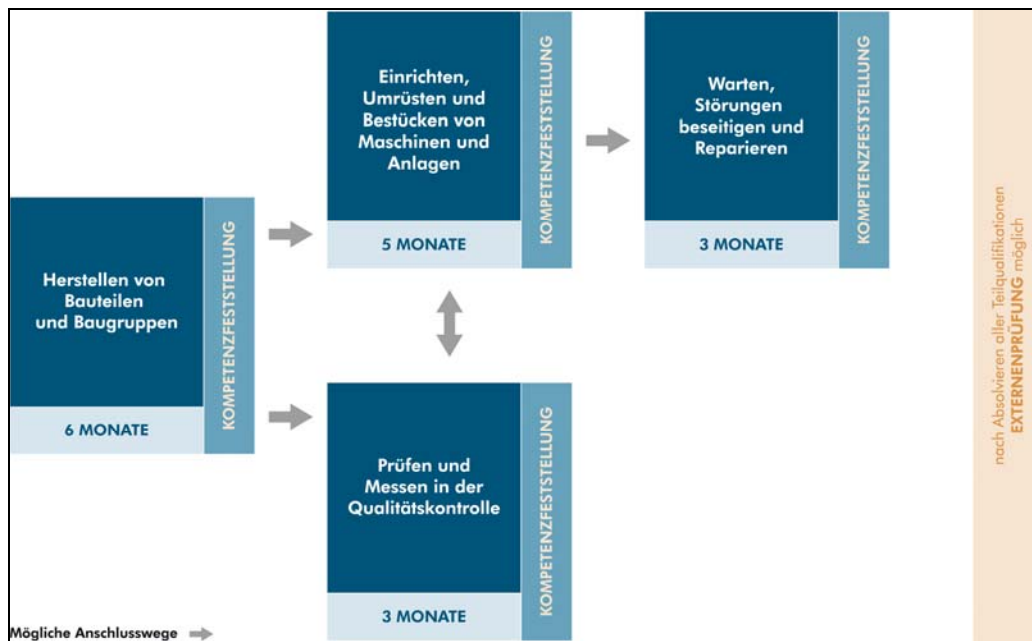 Herstellen von
Bauteilen
und Baugruppen
6 MONATE
KOMPETENZFESTSTELLUNG
Einrichten,
Umrüsten und
Bestücken von
Maschinen und
Anlagen
5 MONATE
KOMPETENZFESTSTELLUNG
Prüfen und
Messen in der
Qualitätskontrolle
3 MONATE
KOMPETENZFESTSTELLUNG
Warten,
Störungen
beseitigen und
Reparieren
3 MONATE
KOMPETENZFESTSTELLUNG
nach Absolvieren aller Teilqualifikationen
EXTERNENPRÜFUNG möglich
Mögliche Anschlusswege